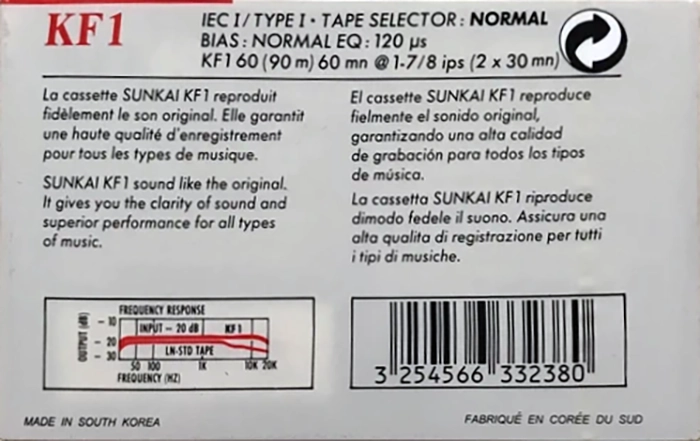 KF1
IEC I/TYPE I • TAPE SELECTOR: NORMAL
BIAS: NORMAL EQ: 120 µs
KF1 60 (90 m) 60 mn @ 1-7/8 ips (2 x 30 mn)
La cassette SUNKAI KF1 reproduit
fidèlement le son original. Elle garantit
une haute qualité d'enregistrement
pour tous les types de musique.
SUNKAI KF1 sound like the original.
It gives you the clarity of sound and
superior performance for all types
of music.
El cassette SUNKAI KF1 reproduce
fielmente el sonido original,
garantizando una alta calidad
de grabación para todos los tipos
de música.
La cassetta SUNKAI KF1 riproduce
dimodo fedele il suono. Assicura una
alta qualita di registrazione per tutti
i tipi di musiche.
FREQUENCY RESPONSE
OUTPUT (dB)
- 10
- 20
- 30
INPUT - 20 dB KF 1
LN-STD TAPE
50 100 1K 10K 20K
FREQUENCY (HZ)
3 254566 332380
MADE IN SOUTH KOREA
FABRIQUÉ EN CORÉE DU SUD